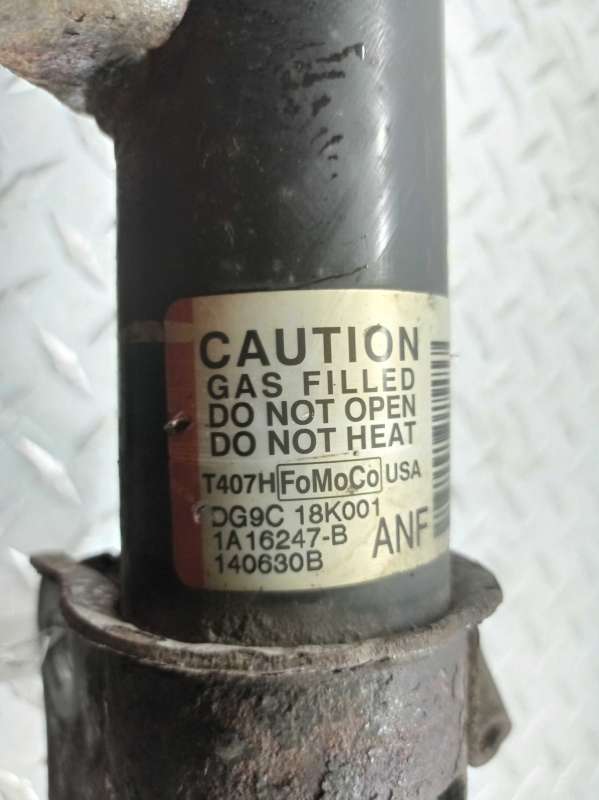 CAUTION
GAS FILLED
DO NOT OPEN
DO NOT HEAT
T407H FoMoCo USA
DG9C 18K001
1A16247-B ANF
140630B